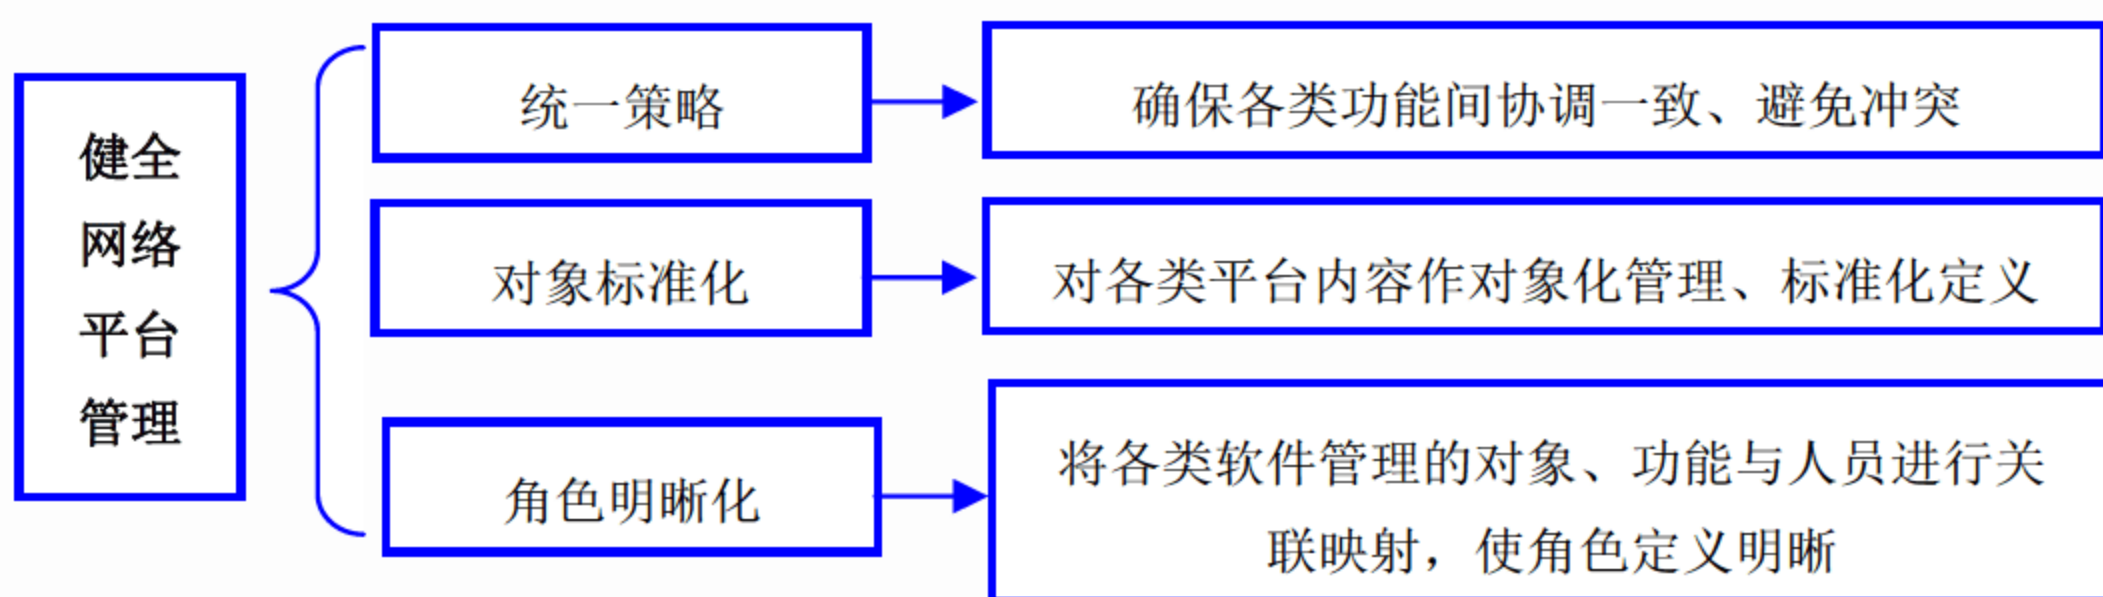 健全
网络
平台
管理
统一策略
确保各类功能间协调一致、避免冲突
对象标准化
对各类平台内容作对象化管理、标准化定义
角色明晰化
将各类软件管理的对象、功能与人员进行关
联映射，使角色定义明晰